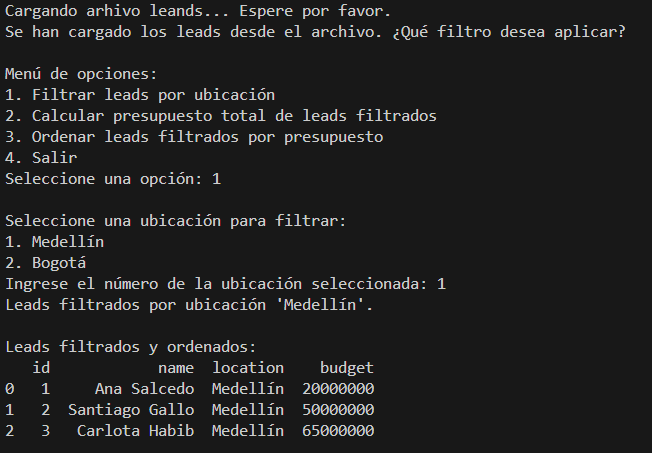 Cargando arhivo leands... Espere por favor.
Se han cargado los leads desde el archivo. ¿Qué filtro desea aplicar?
Menú de opciones:
1. Filtrar leads por ubicación
2. Calcular presupuesto total de leads filtrados
3. Ordenar leads filtrados por presupuesto
4. Salir
Seleccione una opción: 1
Seleccione una ubicación para filtrar:
1. Medellín
2. Bogotá
Ingrese el número de la ubicación seleccionada: 1
Leads filtrados por ubicación 'Medellín'.
Leads filtrados y ordenados:
id name location budget
0 1 Ana Salcedo Medellín 20000000
1 2 Santiago Gallo Medellín 50000000
2 3 Carlota Habib Medellín 65000000